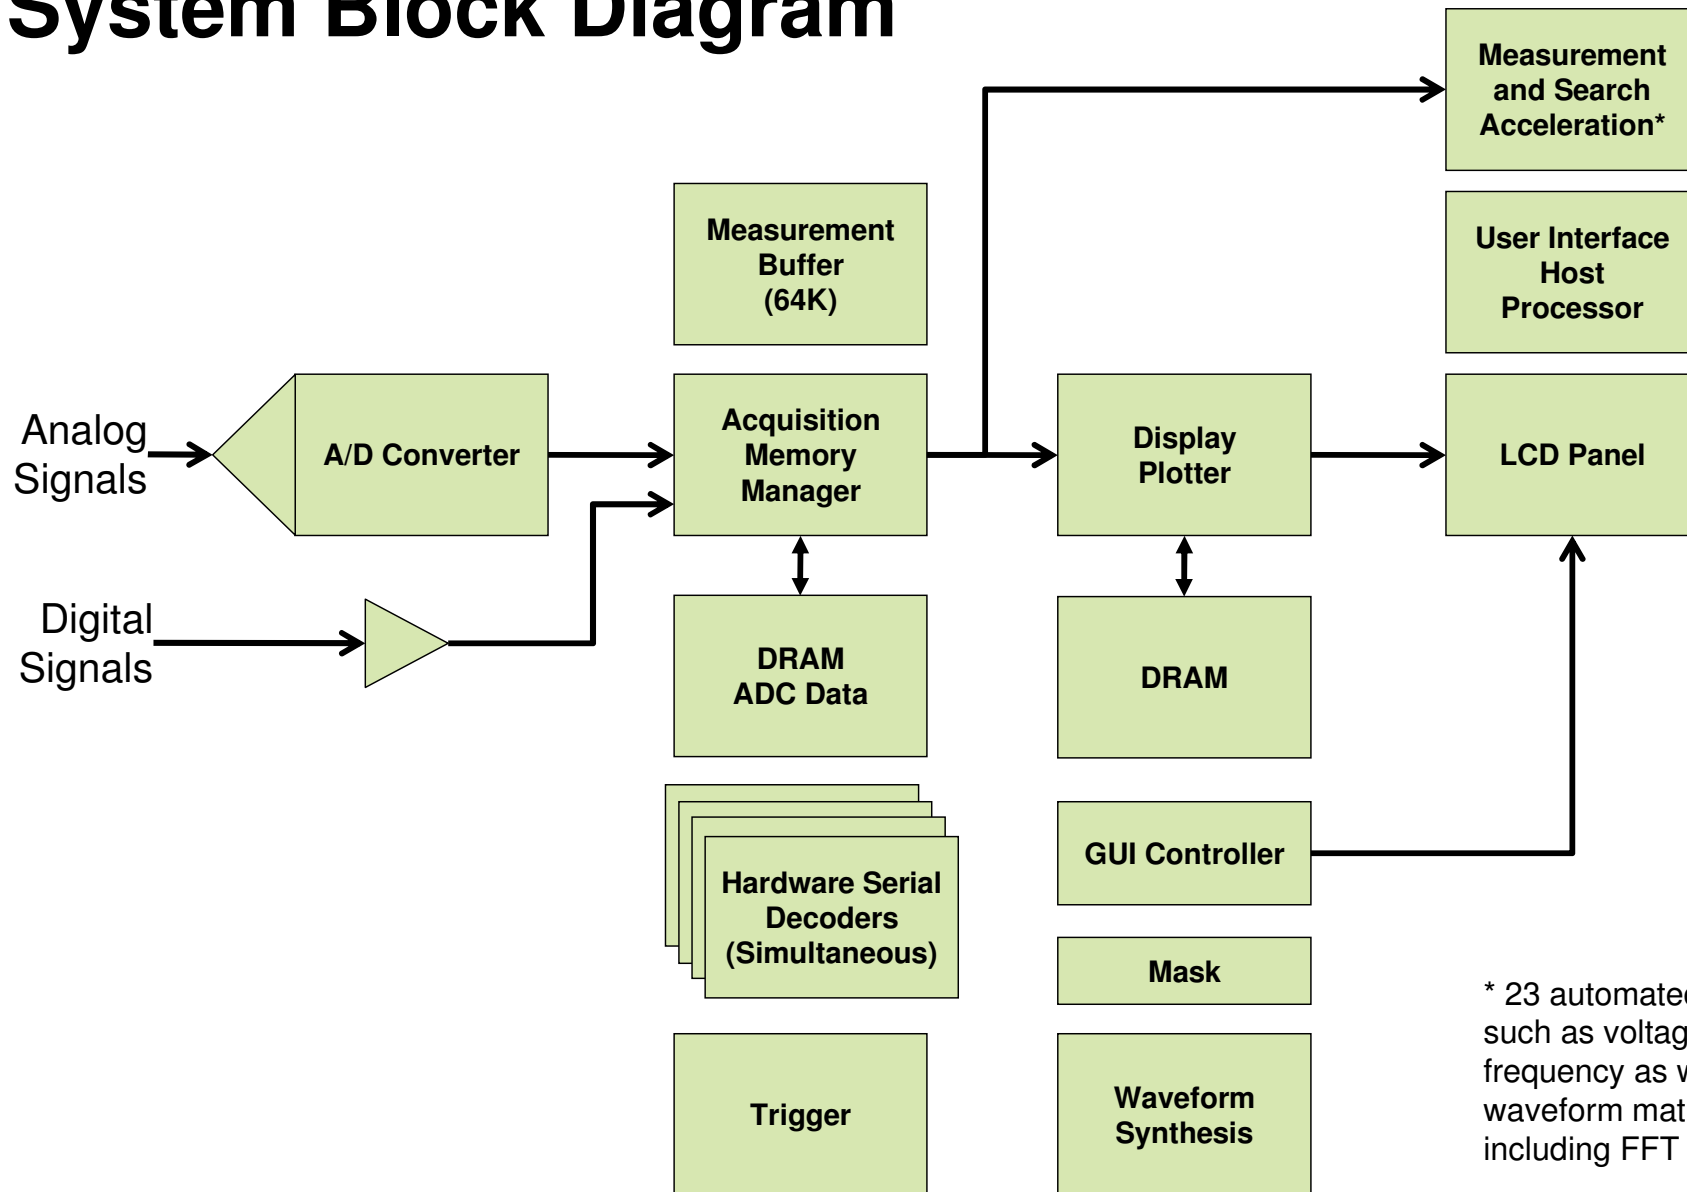 System Block Diagram
Measurement
and Search
Acceleration*
Measurement
Buffer
(64K)
User Interface
Host
Processor
Analog
Signals
A/D Converter
Acquisition
Memory
Manager
Display
Plotter
LCD Panel
Digital
Signals
DRAM
ADC Data
DRAM
Hardware Serial
Decoders
(Simultaneous)
GUI Controller
Mask
Trigger
Waveform
Synthesis
* 23 automated
such as
frequency as
waveform
including FFT